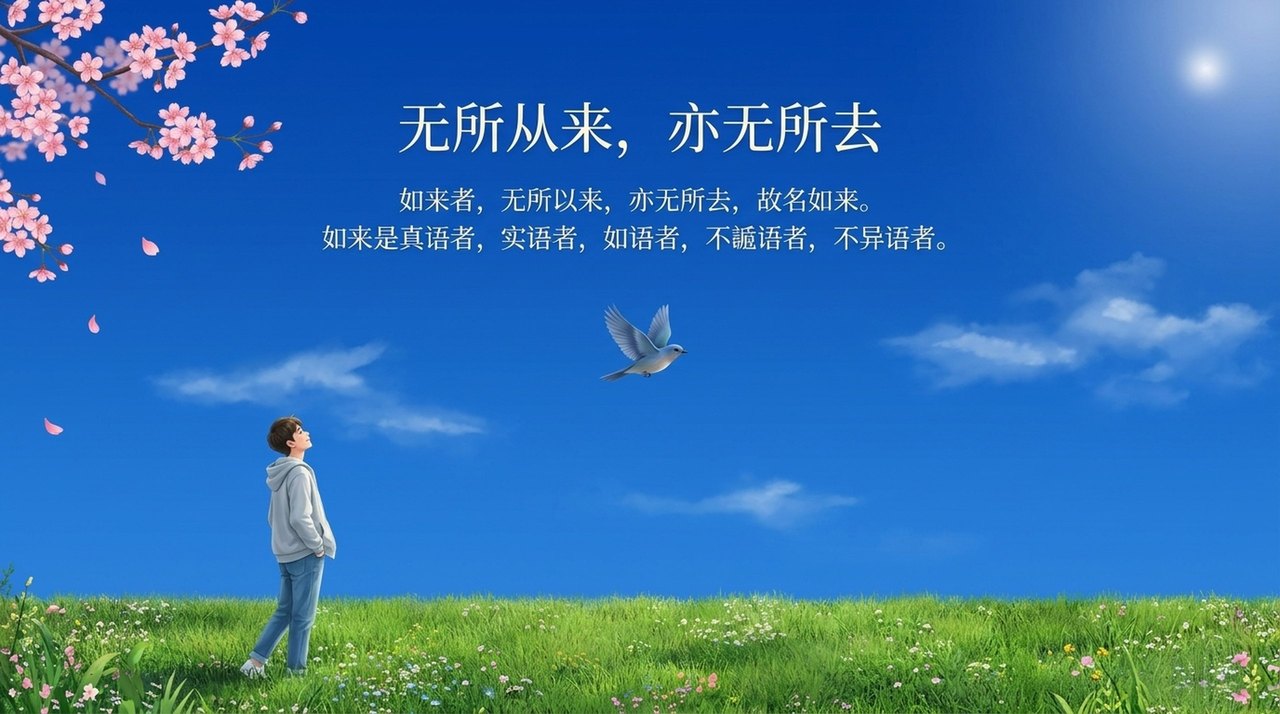 无所从来，亦无所去
如来者，无所以来，亦无所去，故名如来。
如来是真语者，实语者，如语者，不語语者，不异语者。